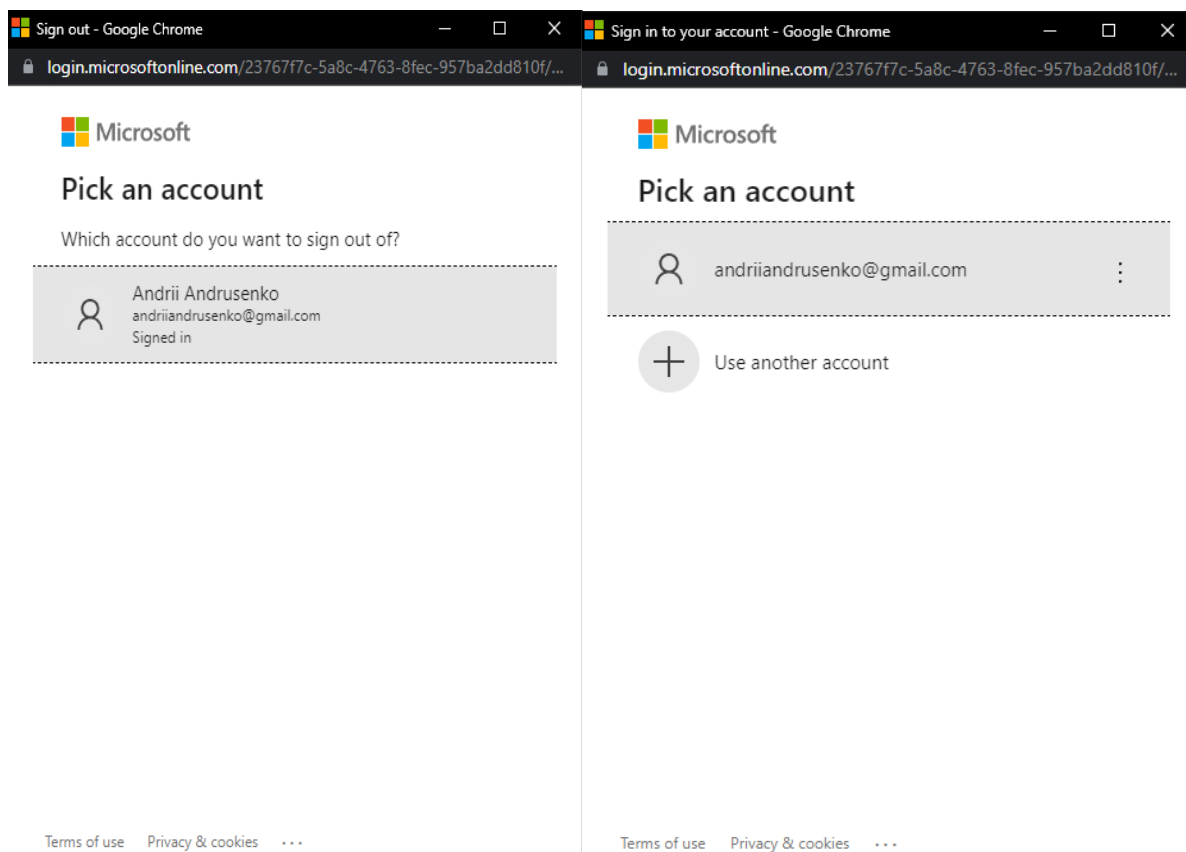 Sign out - Google Chrome
login.microsoftonline.com/23767f7c-5a8c-4763-8fec-957ba2dd810f/...
Microsoft
Pick an account
Which account do you want to sign out of?
Andrii Andrusenko
andriiandrusenko@gmail.com
Signed in
Terms of use Privacy & cookies ...
Sign in to your account - Google Chrome
login.microsoftonline.com/23767f7c-5a8c-4763-8fec-957ba2dd810f/...
Microsoft
Pick an account
andriiandrusenko@gmail.com
Use another account
Terms of use Privacy & cookies ...